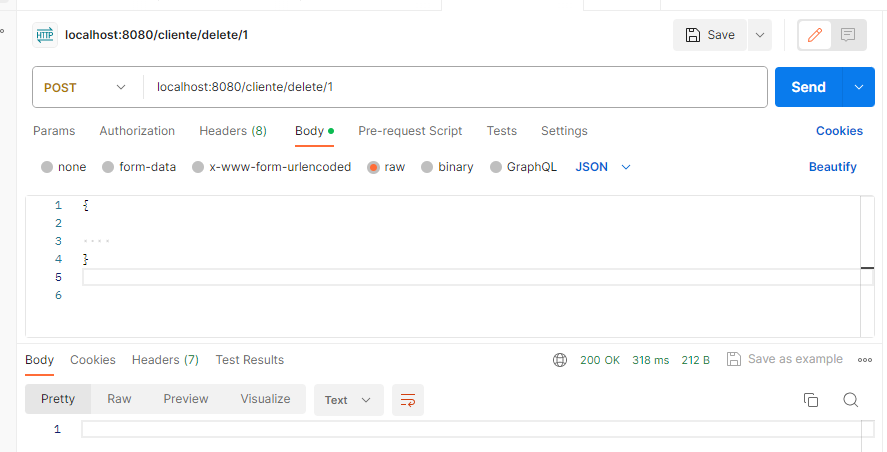 HTTP localhost:8080/cliente/delete/1 Save
POST localhost:8080/cliente/delete/1 Send
Params Authorization Headers (8) Body Pre-request Script Tests Settings Cookies
none form-data x-www-form-urlencoded raw binary GraphQL JSON Beautify
1 {
2
3 ····
4 }
5
6
Body Cookies Headers (7) Test Results 200 OK 318 ms 212 B Save as example
Pretty Raw Preview Visualize Text
1